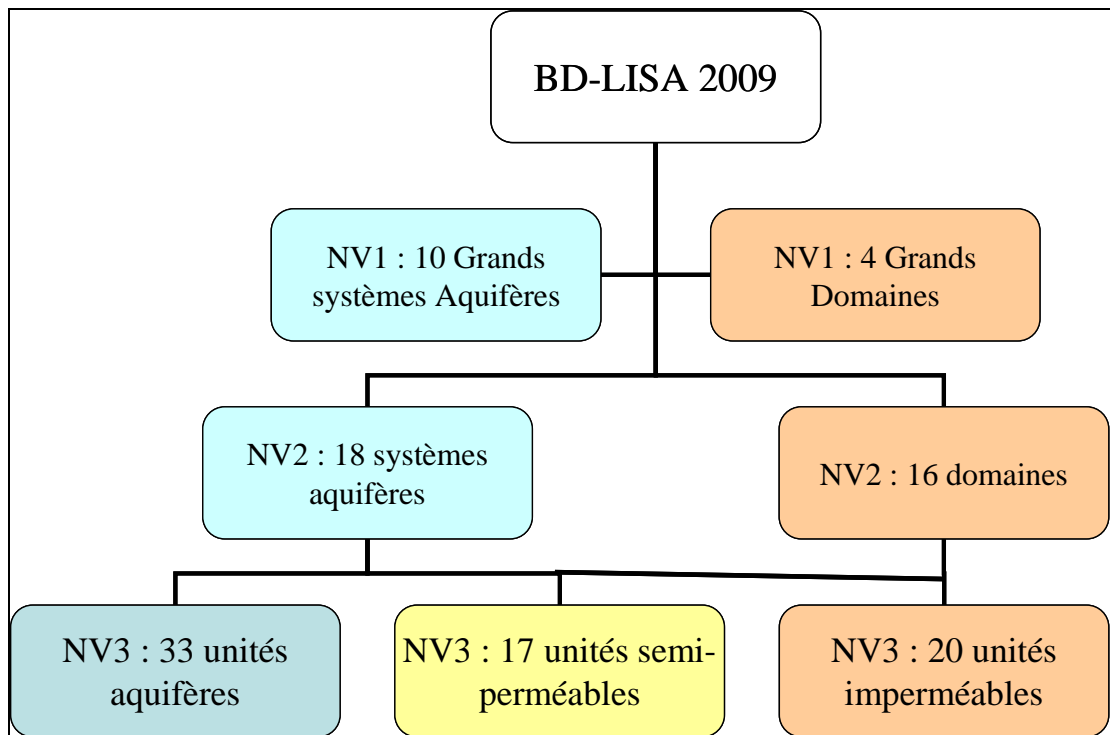 BD-LISA 2009
NV1 : 10 Grands
systèmes Aquifères
NV1 : 4 Grands
Domaines
NV2 : 18 systèmes
aquifères
NV2 : 16 domaines
NV3 : 33 unités
aquifères
NV3 : 17 unités semi-
perméables
NV3 : 20 unités
imperméables